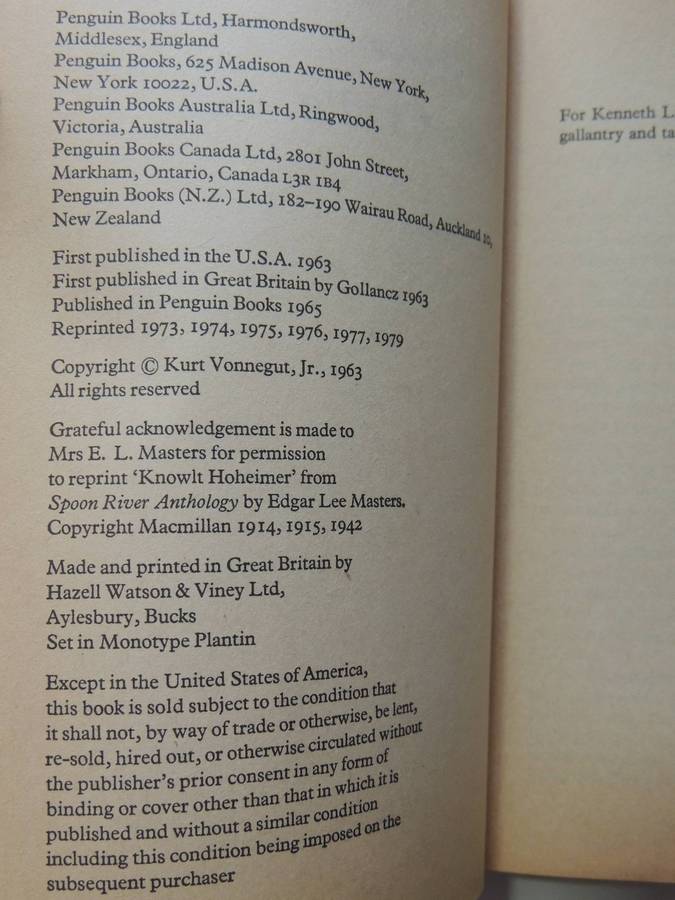 Penguin Books Ltd, Harmondsworth,
Middlesex, England
Penguin Books, 625 Madison Avenue, New York,
New York 10022, U.S.A.
Penguin Books Australia Ltd, Ringwood,
Victoria, Australia
Penguin Books Canada Ltd, 2801 John Street,
Markham, Ontario, Canada L3R 1B4
Penguin Books (N.Z.) Ltd, 182–190 Wairau Road, Auckland 10,
New Zealand
First published in the U.S.A. 1963
First published in Great Britain by Gollancz 1963
Published in Penguin Books 1965
Reprinted 1973, 1974, 1975, 1976, 1977, 1979
Copyright © Kurt Vonnegut, Jr., 1963
All rights reserved
Grateful acknowledgement is made to
Mrs E. L. Masters for permission
to reprint ‘Knowlt Hoheimer’ from
Spoon River Anthology by Edgar Lee Masters.
Copyright Macmillan 1914, 1915, 1942
Made and printed in Great Britain by
Hazell Watson & Viney Ltd,
Aylesbury, Bucks
Set in Monotype Plantin
Except in the United States of America,
this book is sold subject to the condition that
it shall not, by way of trade or otherwise, be lent,
re-sold, hired out, or otherwise circulated without
the publisher's prior consent in any form of
binding or cover other than that in which it is
published and without a similar condition
including this condition being imposed on the
subsequent purchaser
For Kenneth L
gallantry and ta